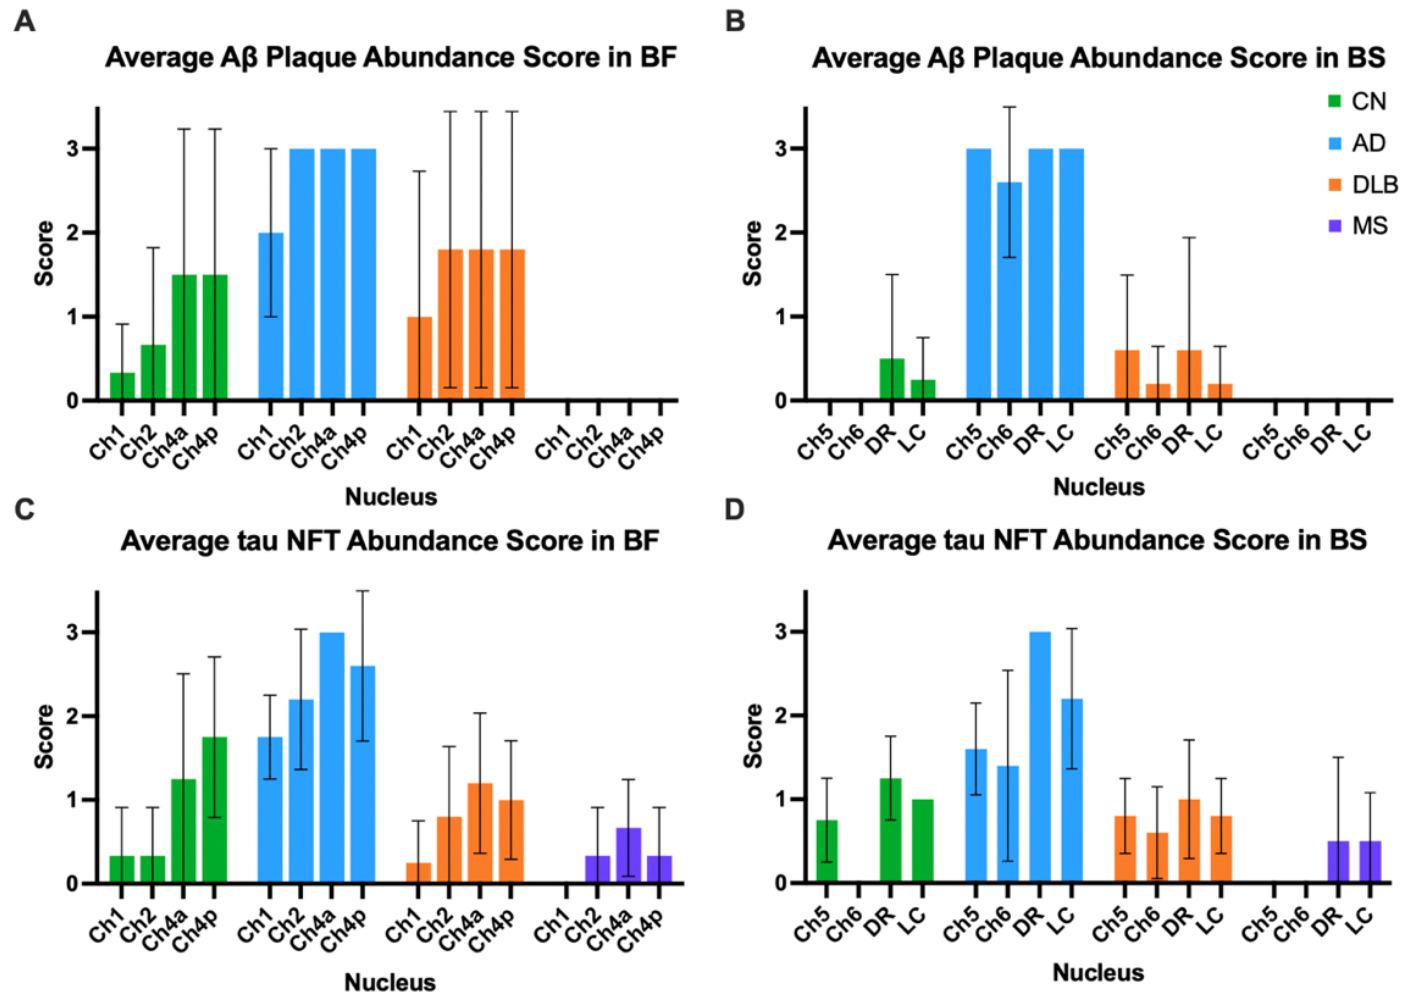 A
Average Aβ Plaque Abundance Score in BF
Score
3
2
1
0
Ch1 Ch2 Ch4a Ch4p Ch1 Ch2 Ch4a Ch4p Ch1 Ch2 Ch4a Ch4p Ch1 Ch2 Ch4a Ch4p
Nucleus
B
Average Aβ Plaque Abundance Score in BS
CN
AD
DLB
MS
Score
3
2
1
0
Ch5 Ch6 DR LC Ch5 Ch6 DR LC Ch5 Ch6 DR LC Ch5 Ch6 DR LC
Nucleus
C
Average tau NFT Abundance Score in BF
Score
3
2
1
0
Ch1 Ch2 Ch4a Ch4p Ch1 Ch2 Ch4a Ch4p Ch1 Ch2 Ch4a Ch4p Ch1 Ch2 Ch4a Ch4p
Nucleus
D
Average tau NFT Abundance Score in BS
Score
3
2
1
0
Ch5 Ch6 DR LC Ch5 Ch6 DR LC Ch5 Ch6 DR LC Ch5 Ch6 DR LC
Nucleus